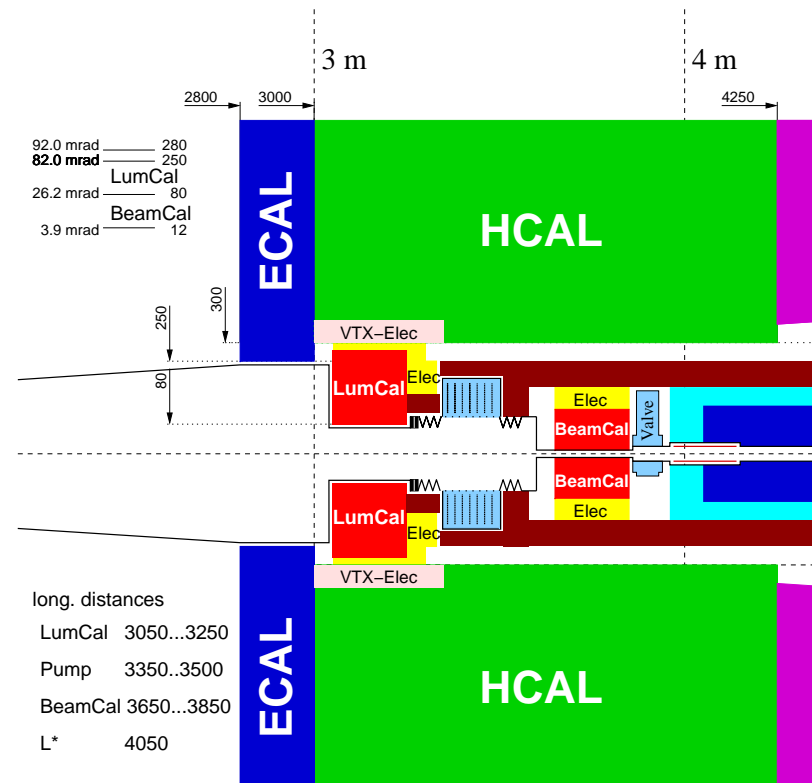 3 m
4 m
2800
3000
4250
92.0 mrad 280
82.0 mrad 250
LumCal
26.2 mrad 80
BeamCal
3.9 mrad 12
ECAL
HCAL
300
250
80
VTX–Elec
LumCal
Elec
Elec
BeamCal
Valve
BeamCal
Elec
LumCal
Elec
VTX–Elec
long. distances
LumCal 3050...3250
Pump 3350..3500
BeamCal 3650...3850
L* 4050
ECAL
HCAL